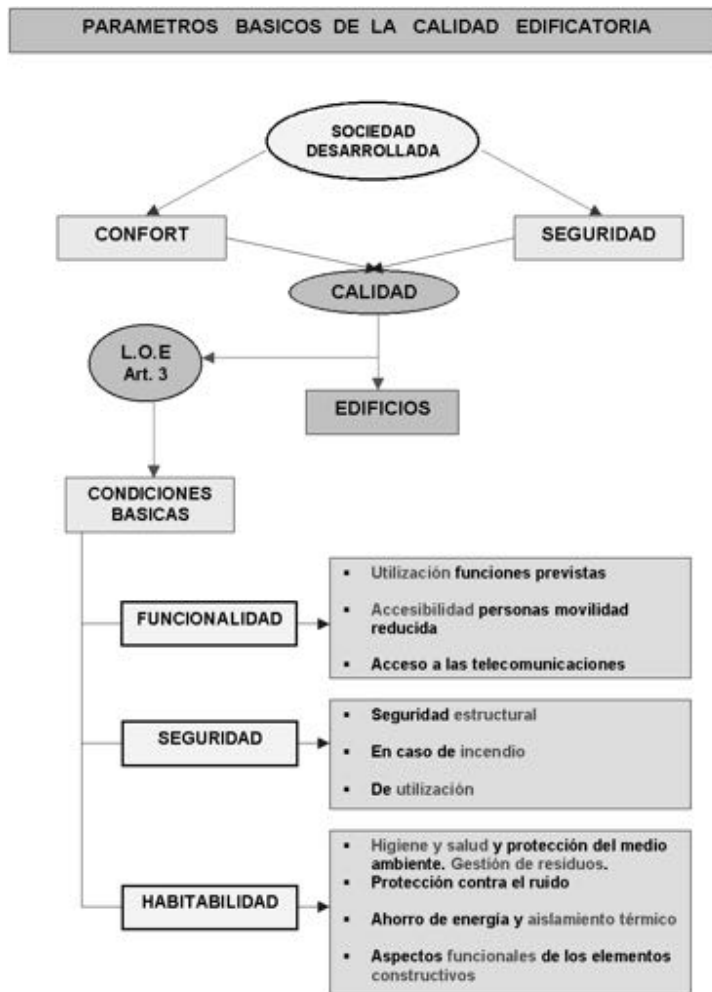 PARAMETROS BASICOS DE LA CALIDAD EDIFICATORIA
SOCIEDAD
DESARROLLADA
CONFORT
SEGURIDAD
CALIDAD
L.O.E
Art. 3
EDIFICIOS
CONDICIONES
BASICAS
FUNCIONALIDAD
▪ Utilización funciones previstas
▪ Accesibilidad personas movilidad
reducida
▪ Acceso a las telecomunicaciones
SEGURIDAD
▪ Seguridad estructural
▪ En caso de incendio
▪ De utilización
HABITABILIDAD
▪ Higiene y salud y protección del medio
ambiente. Gestión de residuos.
▪ Protección contra el ruido
▪ Ahorro de energía y aislamiento térmico
▪ Aspectos funcionales de los elementos
constructivos